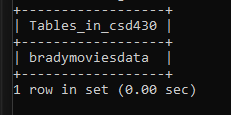 +------------------+
| Tables_in_csd430 |
+------------------+
| bradymoviesdata  |
+------------------+
1 row in set (0.00 sec)